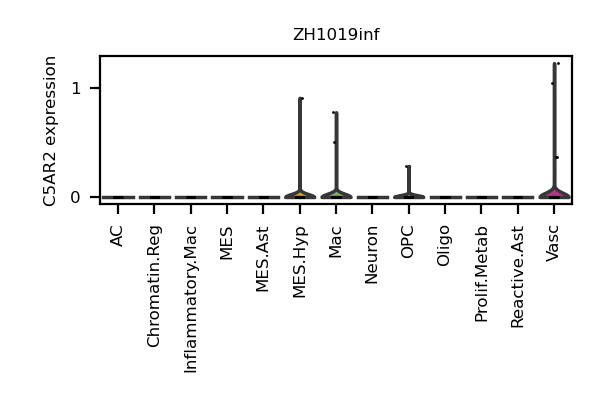 ZH1019inf
C5AR2 expression
1
0
AC
Chromatin.Reg
Inflammatory.Mac
MES
MES.Ast
MES.Hyp
Mac
Neuron
OPC
Oligo
Prolif.Metab
Reactive.Ast
Vasc